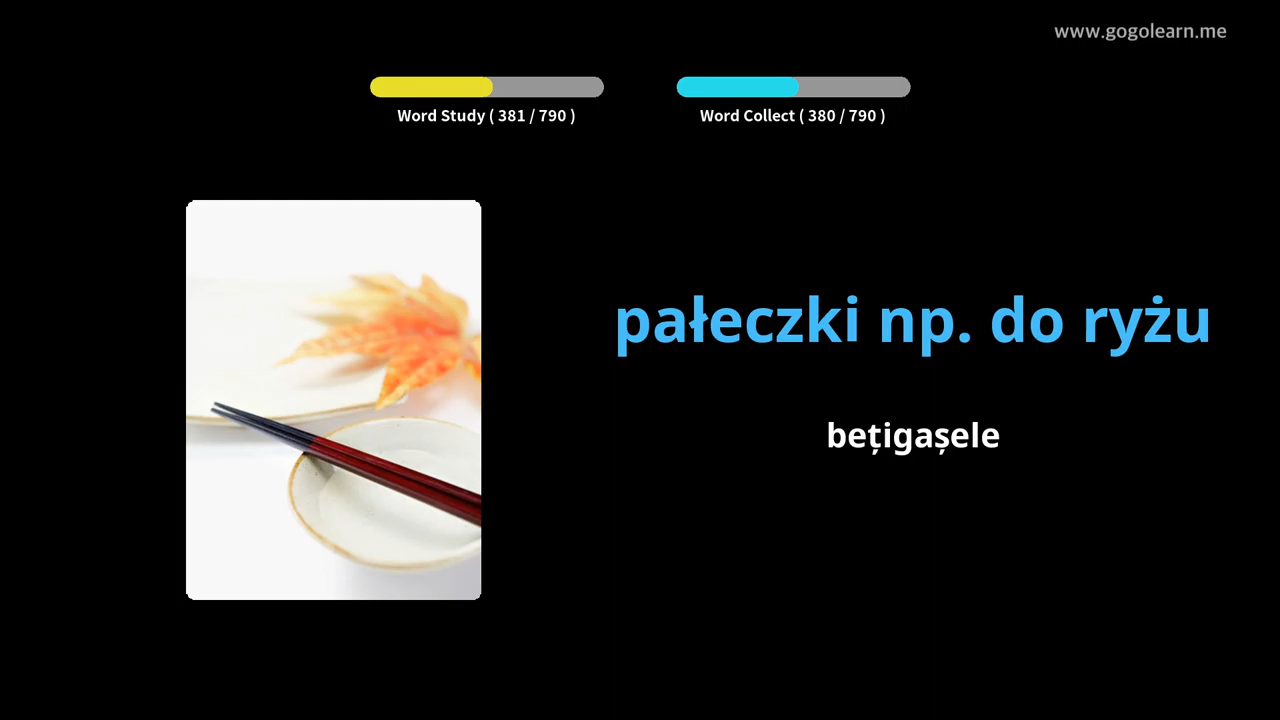 www.gogolearn.me
Word Study ( 381 / 790 )
Word Collect ( 380 / 790 )
pałeczki np. do ryżu
bețigașele